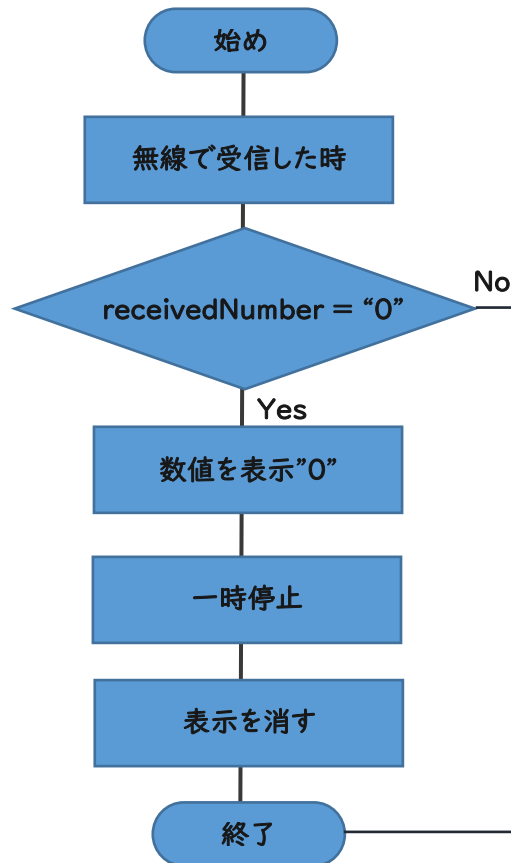 始め
無線で受信した時
receivedNumber = “0”
No
Yes
数値を表示”0”
一時停止
表示を消す
終了